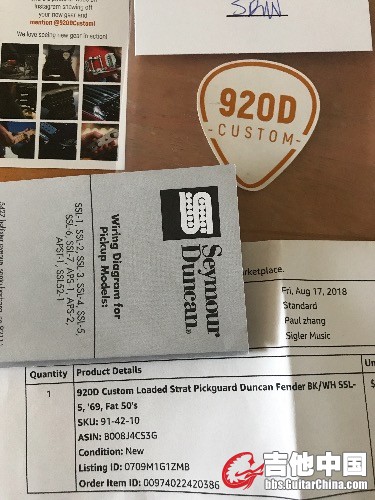 Instagram showing off
your new gear and
mention @920DCustom!
We love seeing new gear in action!
920D
- CUSTOM -
Seymour
Duncan®
Wiring Diagram for
Pickup Models:
SSL-1, SSL-2, SSL-3, SSL-4, SSL-5,
SSL-6, SSL-7, APS-1, APS-2,
APST-1, SSL52-1
marketplace.
Fri, Aug 17, 2018
Standard
Paul zhang
Sigler Music
Quantity
Product Details
1
920D Custom Loaded Strat Pickguard Duncan Fender BK/WH SSL-
5, '69, Fat 50's
SKU: 91-42-10
ASIN: B008J4CS3G
Condition: New
Listing ID: 0709M1G1ZMB
Order Item ID: 00974022420386
吉他中国
bbs.GuitarChina.com